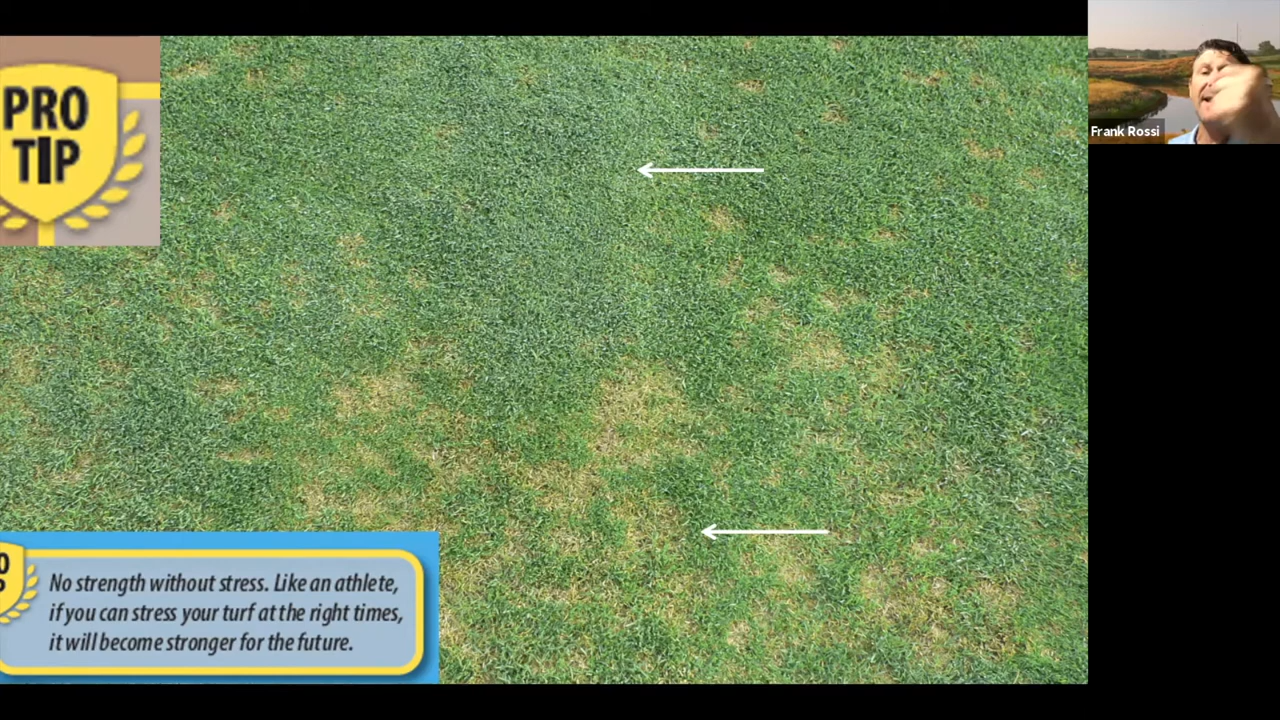 PRO
TIP
Frank Rossi
No strength without stress. Like an athlete,
if you can stress your turf at the right times,
it will become stronger for the future.